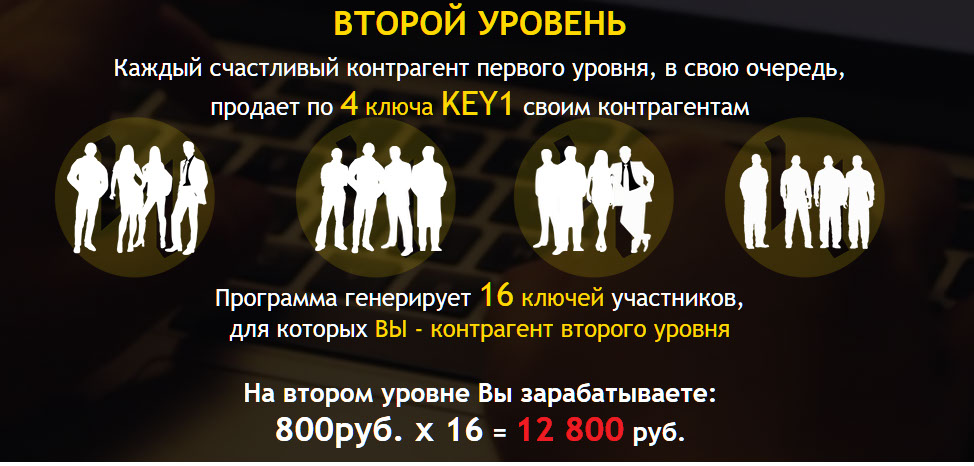 ВТОРОЙ УРОВЕНЬ
Каждый счастливый контрагент первого уровня, в свою очередь,
продает по 4 ключа KEY1 своим контрагентам
Программа генерирует 16 ключей участников,
для которых ВЫ - контрагент второго уровня
На втором уровне Вы зарабатываете:
800руб. х 16 = 12 800 руб.